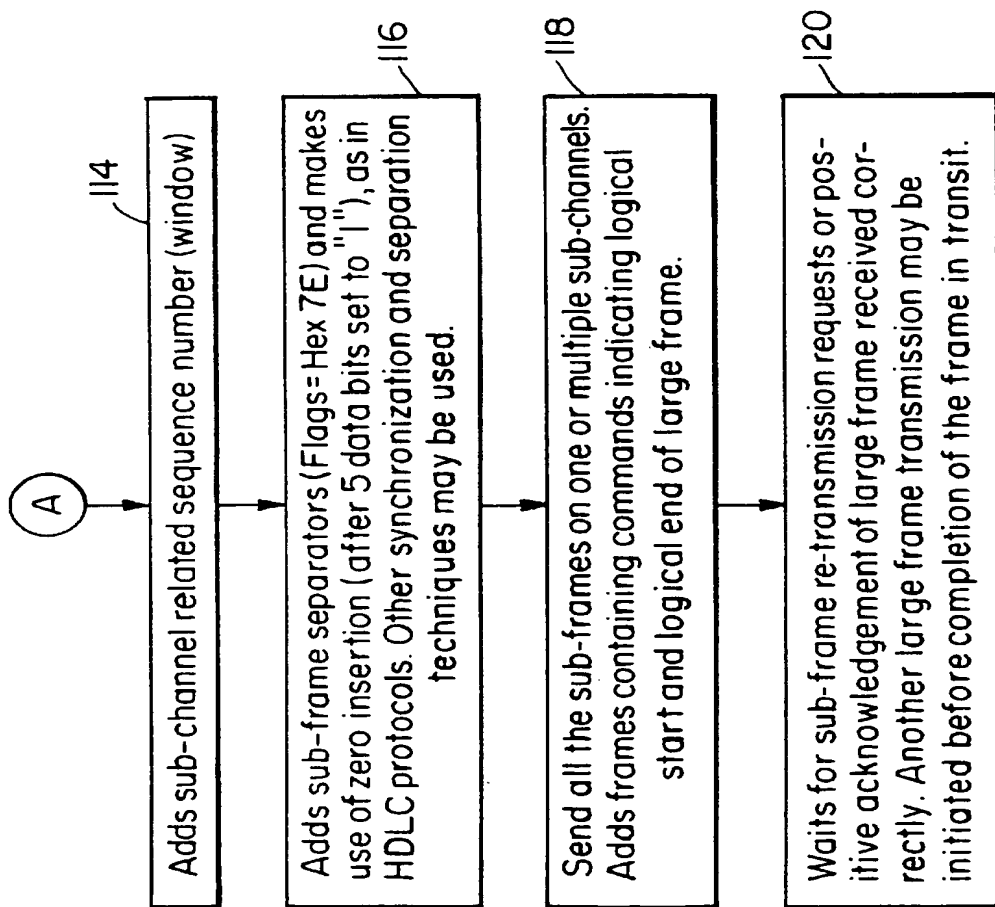 A
114
Adds sub-channel related sequence number (window)
116
Adds sub-frame separators (Flags=Hex 7E) and makes
use of zero insertion (after 5 data bits set to "1"), as in
HDLC protocols. Other synchronization and separation
techniques may be used.
118
Send all the sub-frames on one or multiple sub-channels.
Adds frames containing commands indicating logical
start and logical end of large frame.
120
Waits for sub-frame re-transmission requests or pos-
itive acknowledgement of large frame received cor-
rectly. Another large frame transmission may be
initiated before completion of the frame in transit.